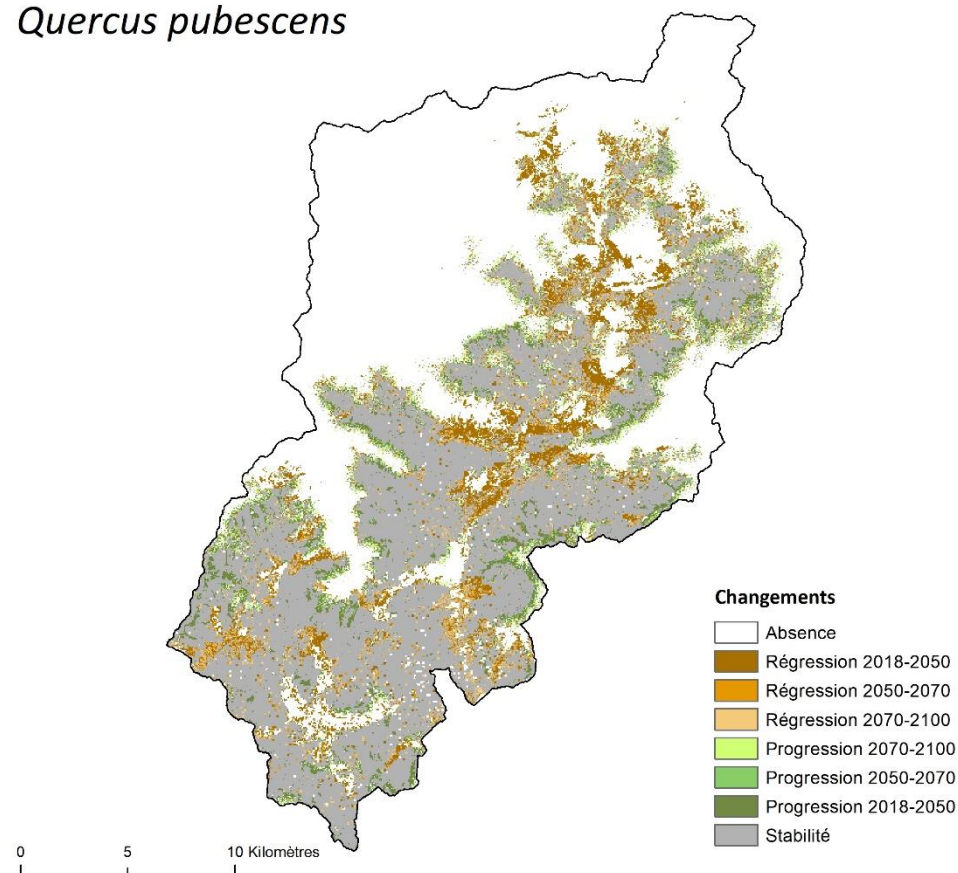 Quercus pubescens
Changements
Absence
Régression 2018-2050
Régression 2050-2070
Régression 2070-2100
Progression 2070-2100
Progression 2050-2070
Progression 2018-2050
Stabilité
0 5 10 Kilomètres